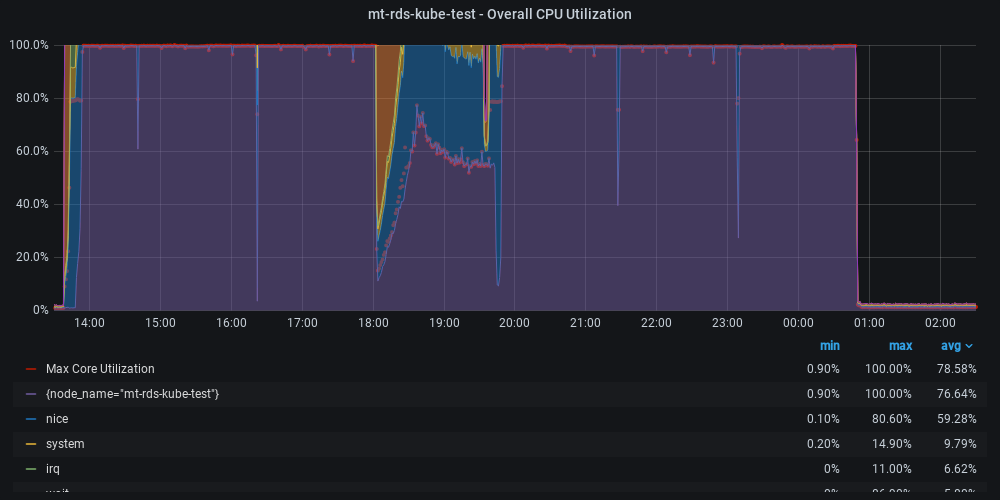 mt-rds-kube-test - Overall CPU Utilization
100.0%
80.0%
60.0%
40.0%
20.0%
0%
14:00 15:00 16:00 17:00 18:00 19:00 20:00 21:00 22:00 23:00 00:00 01:00 02:00
min max avg
Max Core Utilization 0.90% 100.00% 78.58%
{node_name="mt-rds-kube-test"} 0.90% 100.00% 76.64%
nice 0.10% 80.60% 59.28%
system 0.20% 14.90% 9.79%
irq 0% 11.00% 6.62%
wait 0%